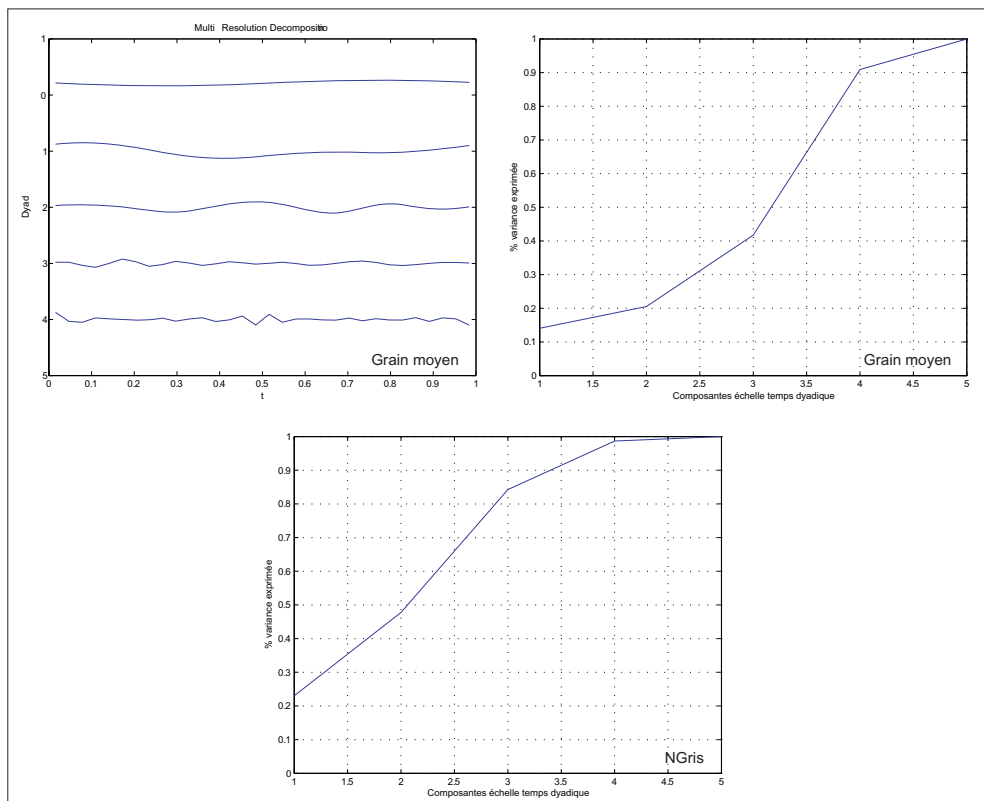 Multi Resolution Decompositio
1
0
1
2
3
4
5
Dyad
0 0.1 0.2 0.3 0.4 0.5 0.6 0.7 0.8 0.9 1
t
Grain moyen
1
0.9
0.8
0.7
0.6
0.5
0.4
0.3
0.2
0.1
0
% variance exprimée
1 1.5 2 2.5 3 3.5 4 4.5 5
Composantes échelle temps dyadique
Grain moyen
1
0.9
0.8
0.7
0.6
0.5
0.4
0.3
0.2
0.1
0
% variance exprimée
1 1.5 2 2.5 3 3.5 4 4.5 5
Composantes échelle temps dyadique
NGris